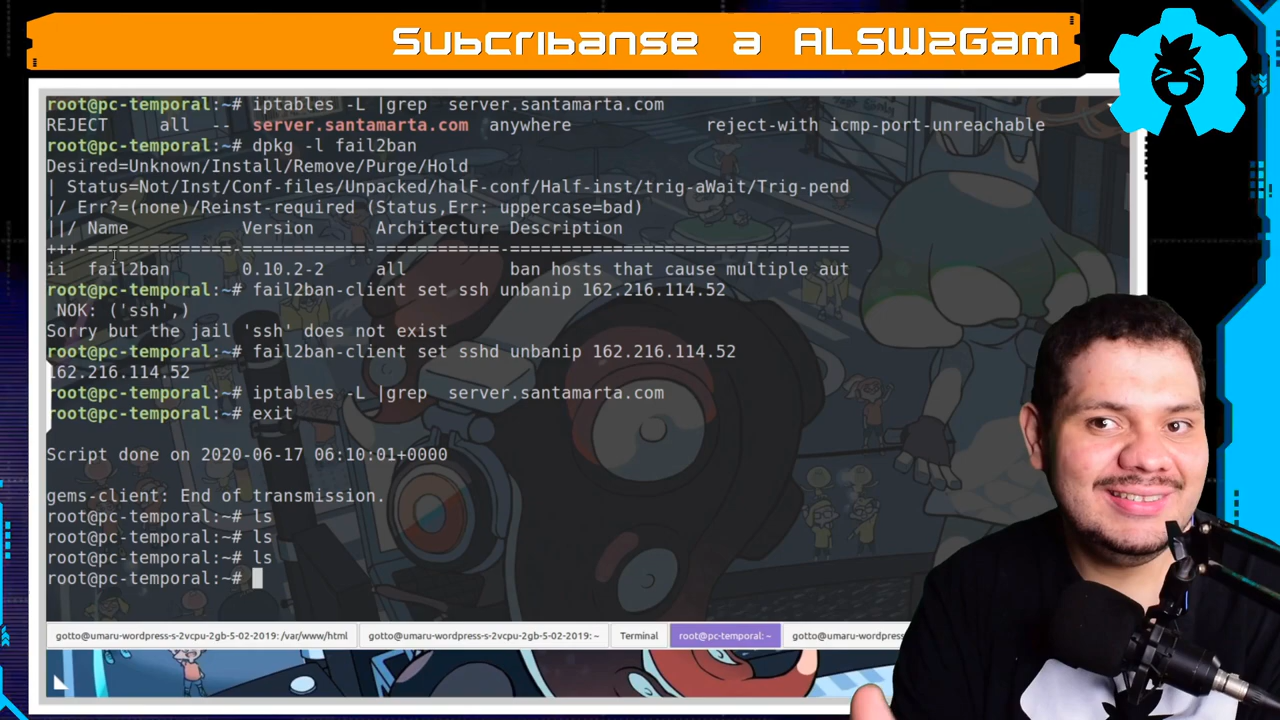 Subcribanse a ALSW2Gam
root@pc-temporal:~# iptables -L |grep  server.santamarta.com
REJECT     all  --  server.santamarta.com  anywhere             reject-with icmp-port-unreachable
root@pc-temporal:~# dpkg -l fail2ban
Desired=Unknown/Install/Remove/Purge/Hold
| Status=Not/Inst/Conf-files/Unpacked/halF-conf/Half-inst/trig-aWait/Trig-pend
|/ Err?=(none)/Reinst-required (Status,Err: uppercase=bad)
||/ Name           Version      Architecture Description
+++-==============-============-============-=================================
ii  fail2ban       0.10.2-2     all          ban hosts that cause multiple aut
root@pc-temporal:~# fail2ban-client set ssh unbanip 162.216.114.52
 NOK: ('ssh',)
Sorry but the jail 'ssh' does not exist
root@pc-temporal:~# fail2ban-client set sshd unbanip 162.216.114.52
162.216.114.52
root@pc-temporal:~# iptables -L |grep  server.santamarta.com
root@pc-temporal:~# exit
Script done on 2020-06-17 06:10:01+0000
gems-client: End of transmission.
root@pc-temporal:~# ls
root@pc-temporal:~# ls
root@pc-temporal:~# ls
root@pc-temporal:~#
gotto@umaru-wordpress-s-2vcpu-2gb-5-02-2019: /var/www/html gotto@umaru-wordpress-s-2vcpu-2gb-5-02-2019: ~ Terminal root@pc-temporal: ~ gotto@umaru-wordpress